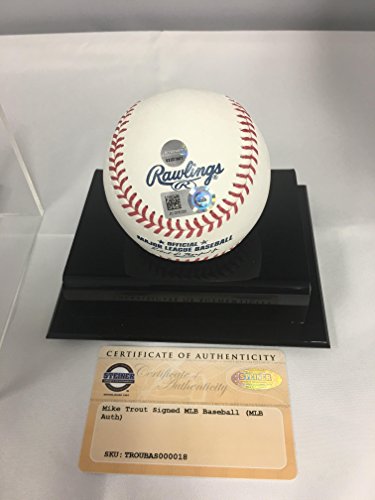 Rawlings
R
OFFICIAL
MAJOR LEAGUE BASEBALL
CERTIFICATE OF AUTHENTICITY
STEINER
Certificate of
Authenticity
STEINER
Mike Trout Signed MLB Baseball (MLB
Auth)
SKU: TROUBAS000018